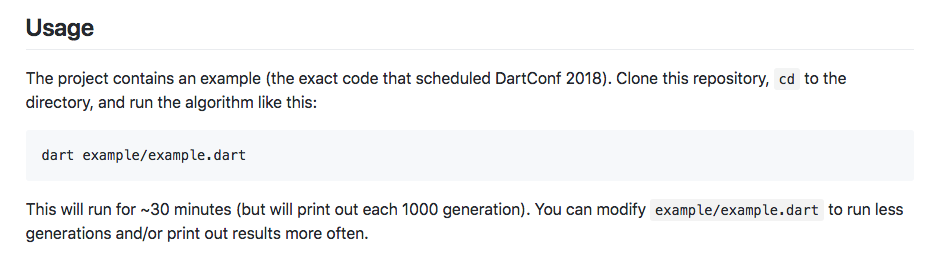 Usage
The project contains an example (the exact code that scheduled DartConf 2018). Clone this repository, cd to the
directory, and run the algorithm like this:
dart example/example.dart
This will run for ~30 minutes (but will print out each 1000 generation). You can modify example/example.dart to run less
generations and/or print out results more often.